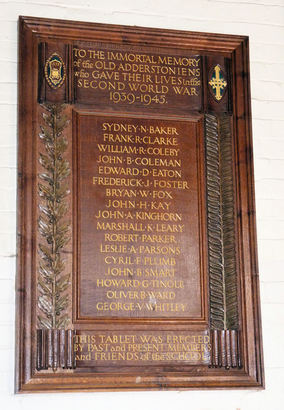 TO THE IMMORTAL MEMORY
of the OLD ADDERSTONIENS
who GAVE THEIR LIVES in the
SECOND WORLD WAR
1939-1945.
SYDNEY·N·BAKER
FRANK·R·CLARKE
WILLIAM·R·COLEBY
JOHN·B·COLEMAN
EDWARD·D·EATON
FREDERICK·J·FOSTER
BRYAN·W·FOX
JOHN·H·KAY
JOHN·A·KINGHORN
MARSHALL·K·LEARY
ROBERT·PARKER
LESLIE·A·PARSONS
CYRIL·F·PLUMB
JOHN·B·SMART
HOWARD·G·TINGLE
OLIVER·B·WARD
GEORGE·V·WHITLEY
THIS TABLET WAS ERECTED
BY PAST and PRESENT MEMBERS
and FRIENDS of the SCHOOL